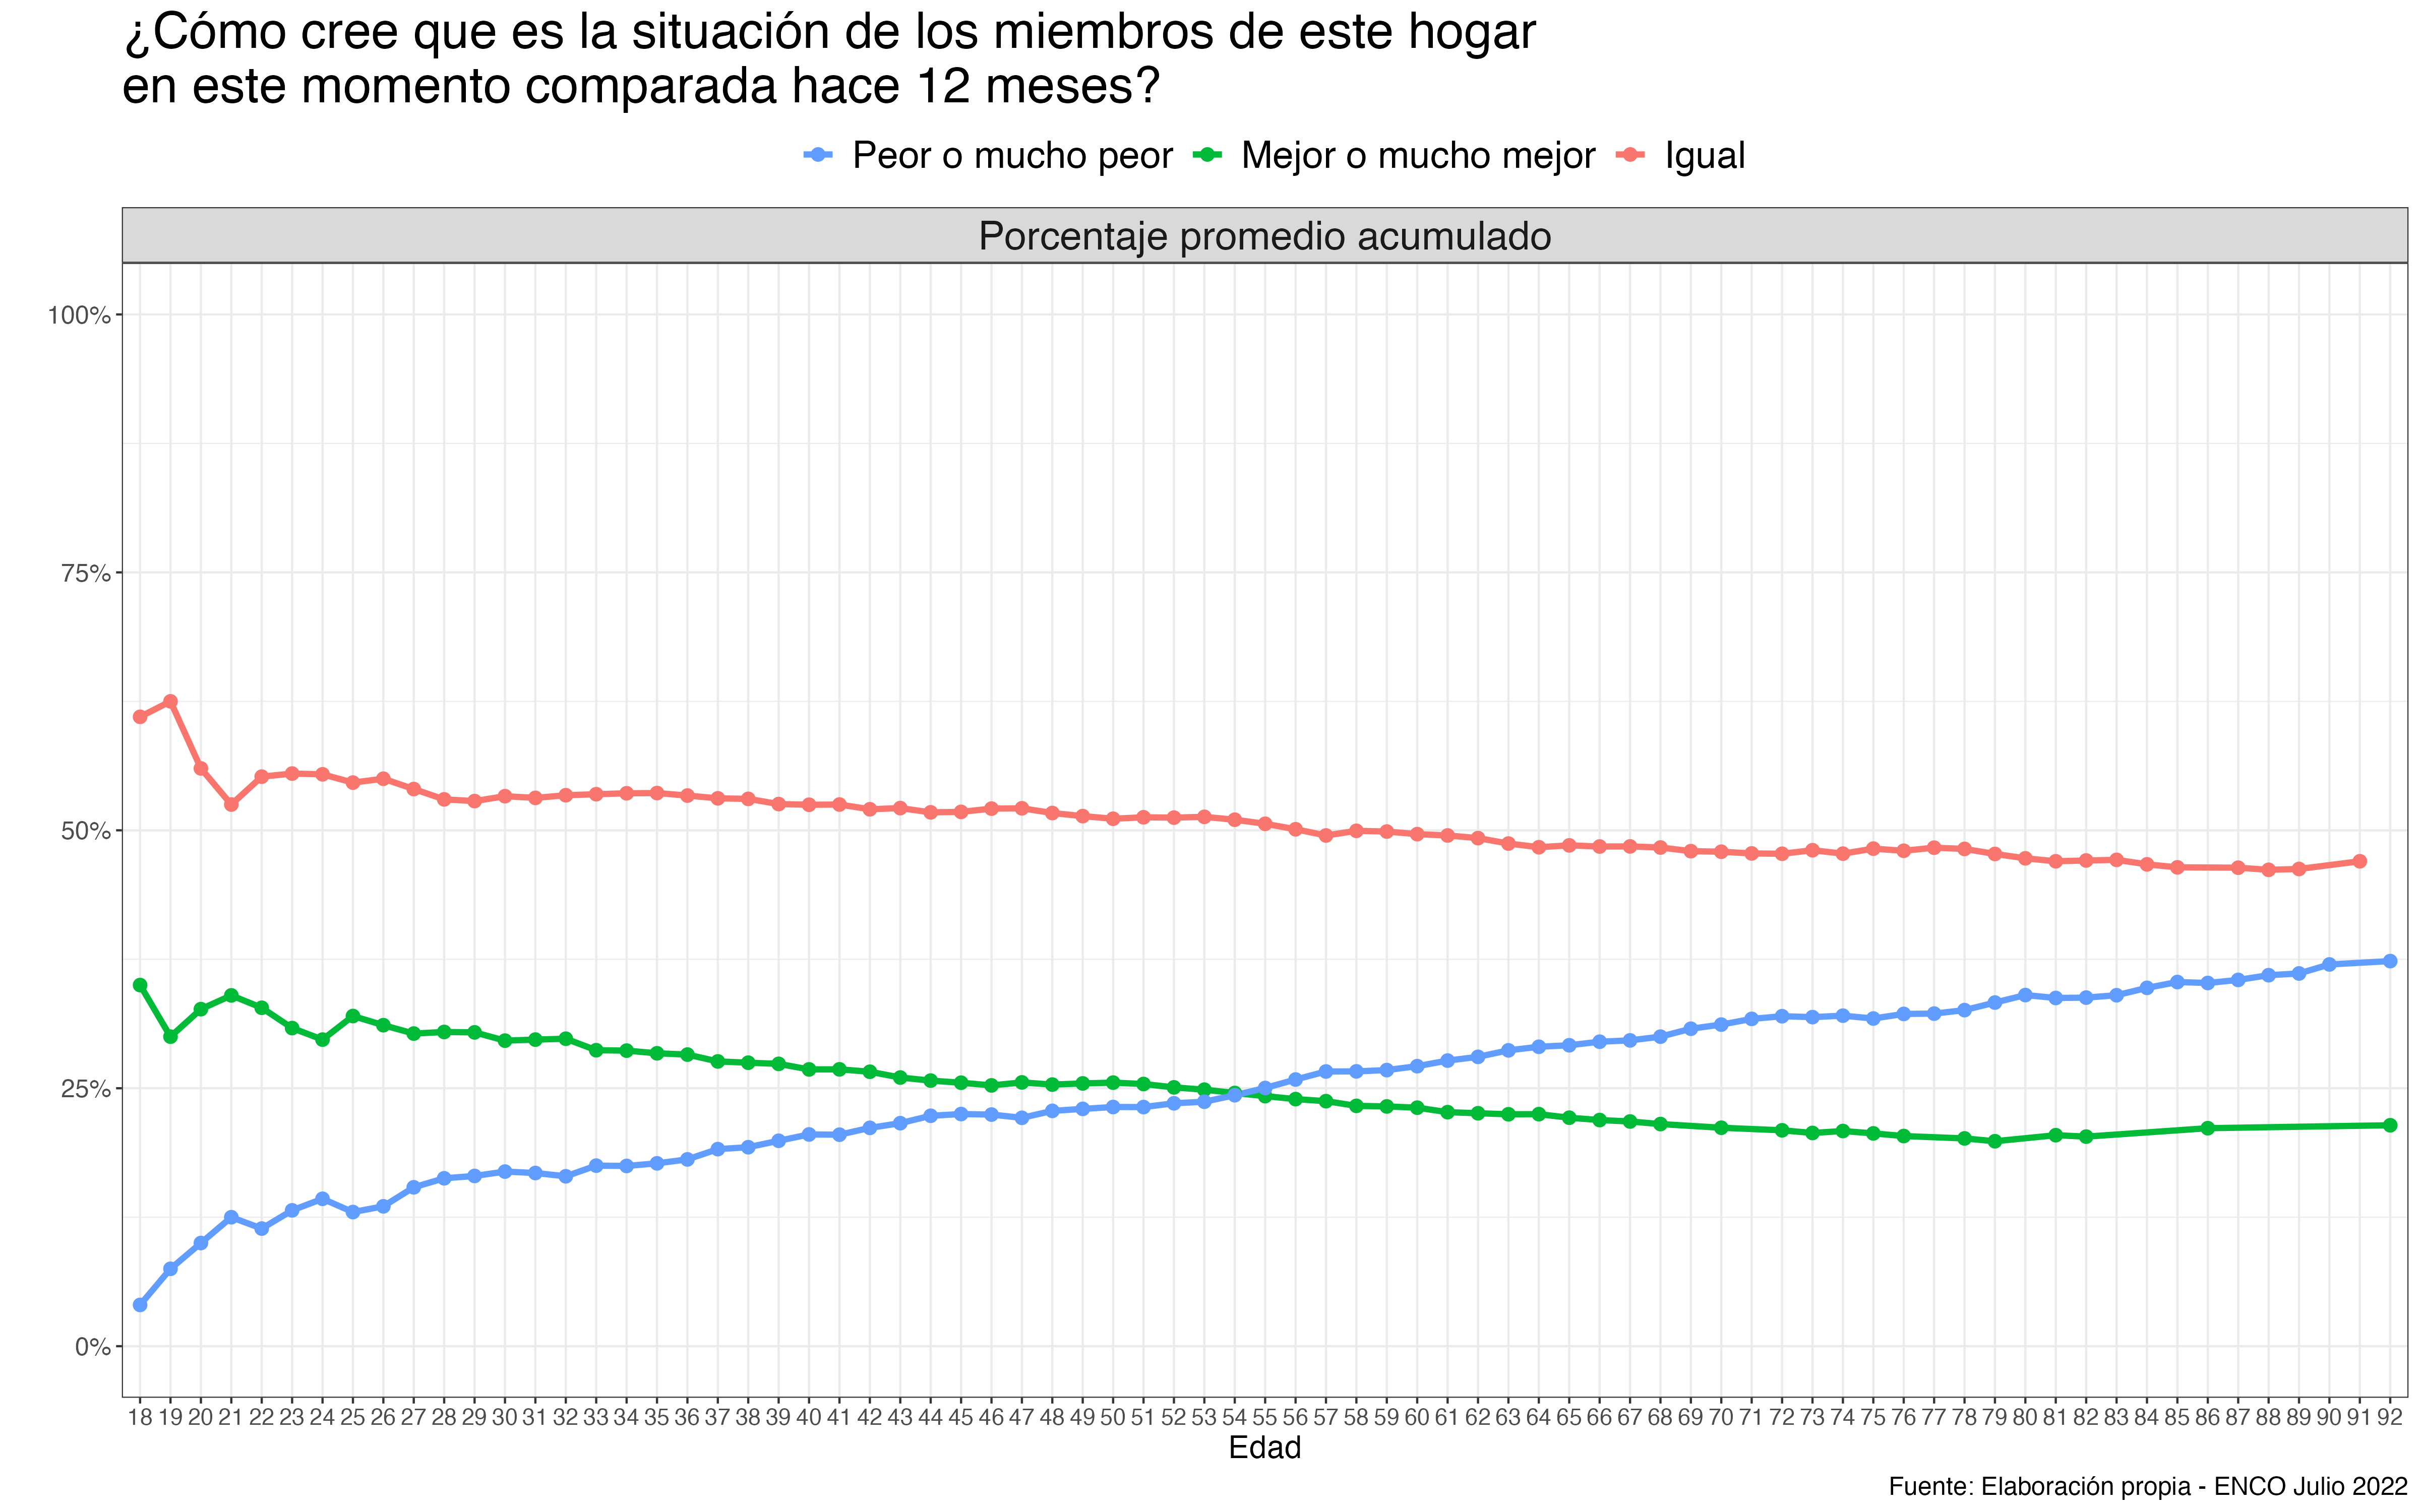 ¿Cómo cree que es la situación de los miembros de este hogar
en este momento comparada hace 12 meses?
Peor o mucho peor Mejor o mucho mejor Igual
Porcentaje promedio acumulado
100%
75%
50%
25%
0%
18 19 20 21 22 23 24 25 26 27 28 29 30 31 32 33 34 35 36 37 38 39 40 41 42 43 44 45 46 47 48 49 50 51 52 53 54 55 56 57 58 59 60 61 62 63 64 65 66 67 68 69 70 71 72 73 74 75 76 77 78 79 80 81 82 83 84 85 86 87 88 89 90 91 92
Edad
Fuente: Elaboración propia - ENCO Julio 2022